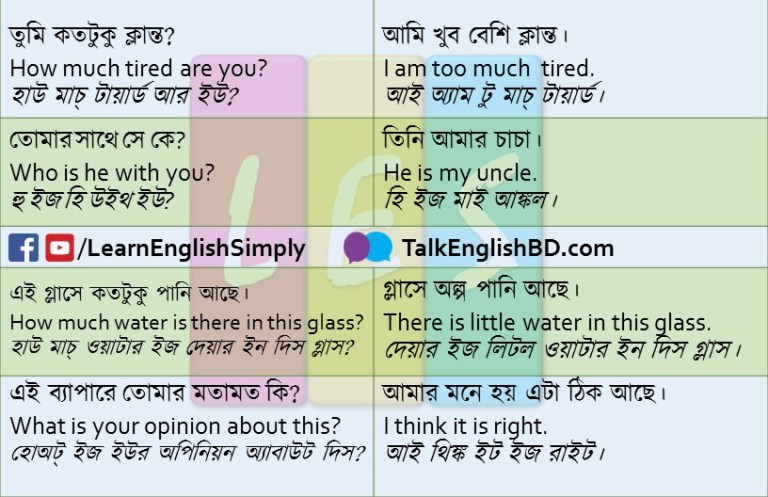 তুমি কতটুকু ক্লান্ত?
How much tired are you?
হাউ মাচ্ টায়ার্ড আর ইউ?
আমি খুব বেশি ক্লান্ত।
I am too much tired.
আই অ্যাম টু মাচ্ টায়ার্ড।
তোমার সাথে সে কে?
Who is he with you?
হু ইজ হি উইথ ইউ?
তিনি আমার চাচা।
He is my uncle.
হি ইজ মাই আঙ্কল।
LES
/LearnEnglishSimply
TalkEnglishBD.com
এই গ্লাসে কতটুকু পানি আছে।
How much water is there in this glass?
হাউ মাচ্ ওয়াটার ইজ দেয়ার ইন দিস গ্লাস?
গ্লাসে অল্প পানি আছে।
There is little water in this glass.
দেয়ার ইজ লিটল ওয়াটার ইন দিস গ্লাস।
এই ব্যাপারে তোমার মতামত কি?
What is your opinion about this?
হোঅট্ ইজ ইউর অপিনিয়ন অ্যাবাউট দিস?
আমার মনে হয় এটা ঠিক আছে।
I think it is right.
আই থিঙ্ক ইট ইজ রাইট।